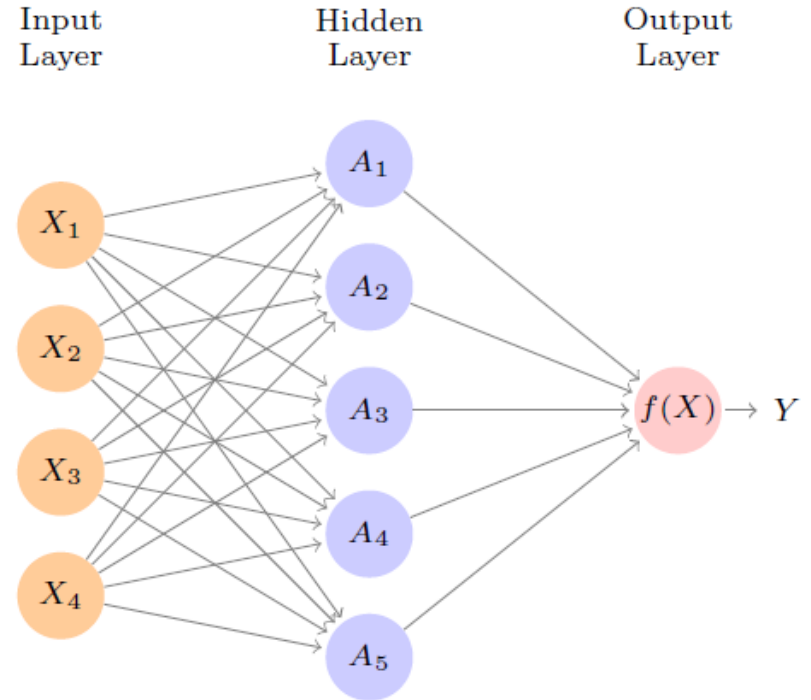 Input
Layer
Hidden
Layer
Output
Layer
X₁
X₂
X₃
X₄
A₁
A₂
A₃
A₄
A₅
f(X)
Y